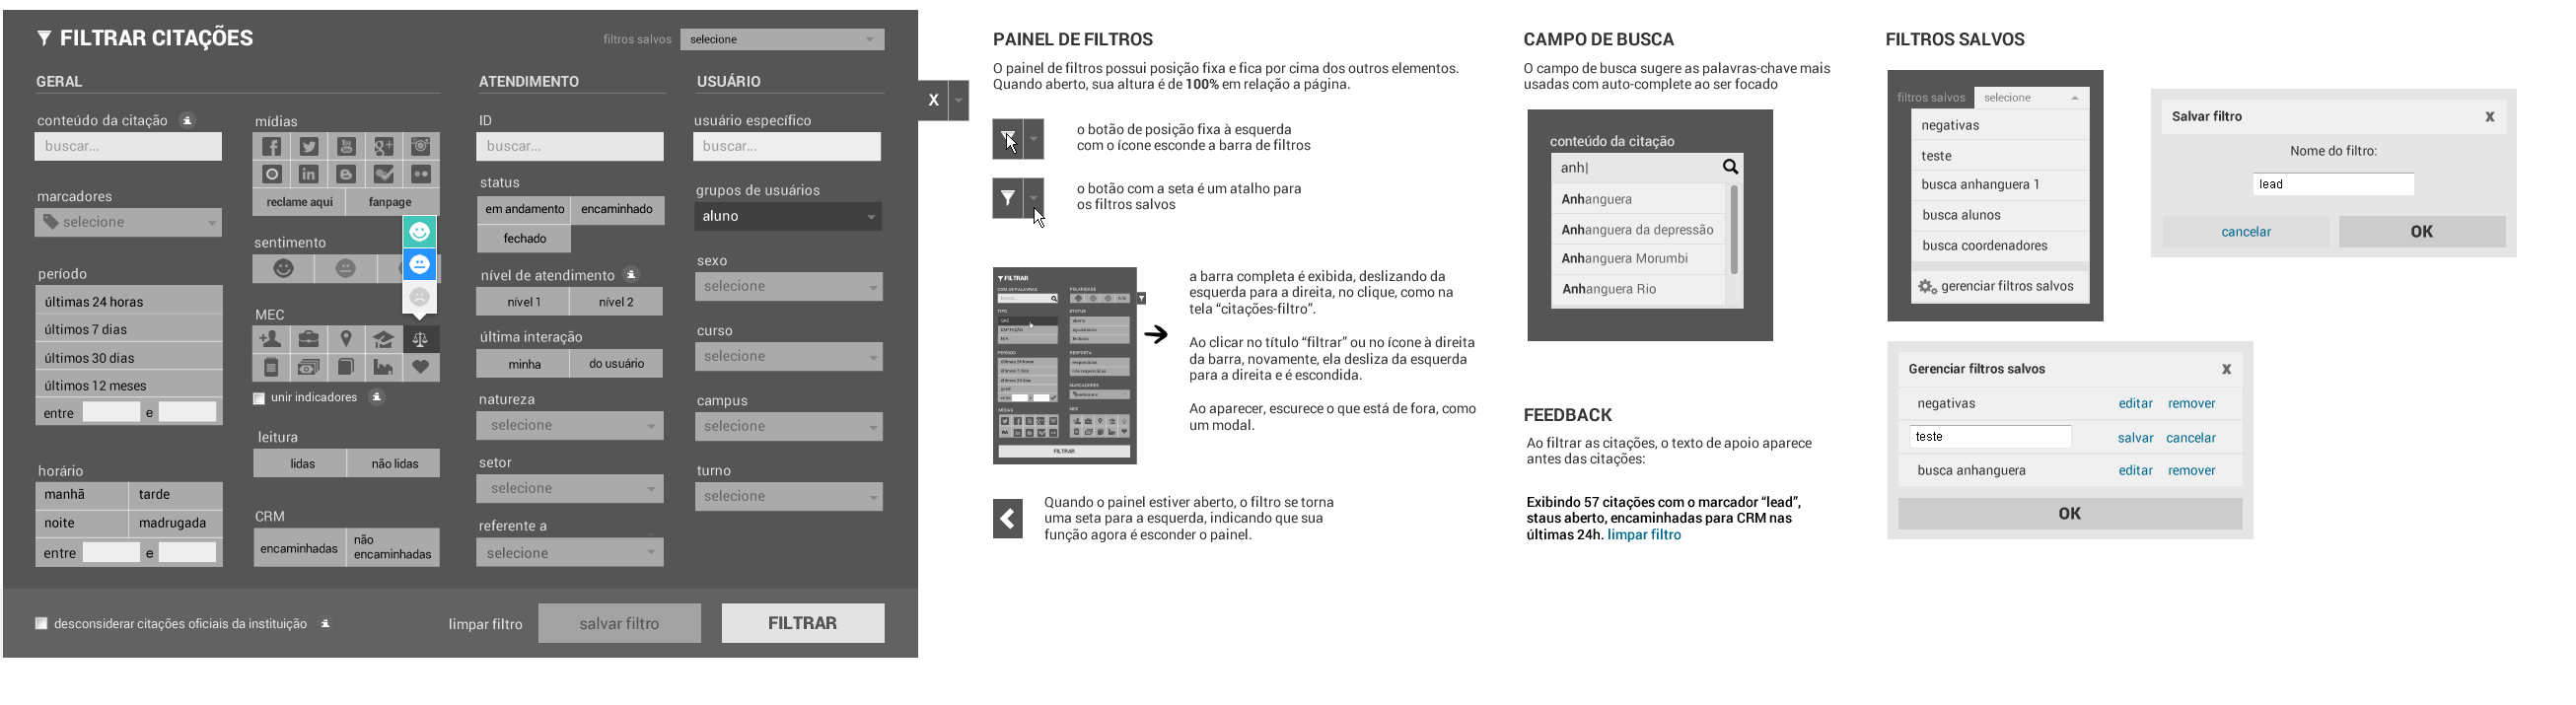 FILTRAR CITAÇÕES
filtros salvos
selecione
GERAL
conteúdo da citação
buscar...
marcadores
selecione
período
últimas 24 horas
últimos 7 dias
últimos 30 dias
últimos 12 meses
entre e
horário
manhã tarde
noite madrugada
entre e
mídias
reclame aqui fanpage
sentimento
MEC
unir indicadores
leitura
lidas não lidas
CRM
encaminhadas
não
encaminhadas
ATENDIMENTO
ID
buscar...
status
em andamento encaminhado
fechado
nível de atendimento
nível 1 nível 2
última interação
minha do usuário
natureza
selecione
setor
selecione
referente a
selecione
USUÁRIO
usuário específico
buscar...
grupos de usuários
aluno
sexo
selecione
curso
selecione
campus
selecione
turno
selecione
desconsiderar citações oficiais da instituição
limpar filtro
salvar filtro
FILTRAR
X
PAINEL DE FILTROS
O painel de filtros possui posição fixa e fica por cima dos outros elementos.
Quando aberto, sua altura é de 100% em relação a página.
o botão de posição fixa à esquerda
com o ícone esconde a barra de filtros
o botão com a seta é um atalho para
os filtros salvos
FILTRAR
FILTRAR
a barra completa é exibida, deslizando da
esquerda para a direita, no clique, como na
tela “citações-filtro”.
Ao clicar no título “filtrar” ou no ícone à direita
da barra, novamente, ela desliza da esquerda
para a direita e é escondida.
Ao aparecer, escurece o que está de fora, como
um modal.
Quando o painel estiver aberto, o filtro se torna
uma seta para a esquerda, indicando que sua
função agora é esconder o painel.
CAMPO DE BUSCA
O campo de busca sugere as palavras-chave mais
usadas com auto-complete ao ser focado
conteúdo da citação
anh|
Anhanguera
Anhanguera da depressão
Anhanguera Morumbi
Anhanguera Rio
FEEDBACK
Ao filtrar as citações, o texto de apoio aparece
antes das citações:
Exibindo 57 citações com o marcador “lead”,
staus aberto, encaminhadas para CRM nas
últimas 24h. limpar filtro
FILTROS SALVOS
filtros salvos
selecione
negativas
teste
busca anhanguera 1
busca alunos
busca coordenadores
gerenciar filtros salvos
Salvar filtro X
Nome do filtro:
lead
cancelar OK
Gerenciar filtros salvos X
negativas editar remover
teste salvar cancelar
busca anhanguera editar remover
OK